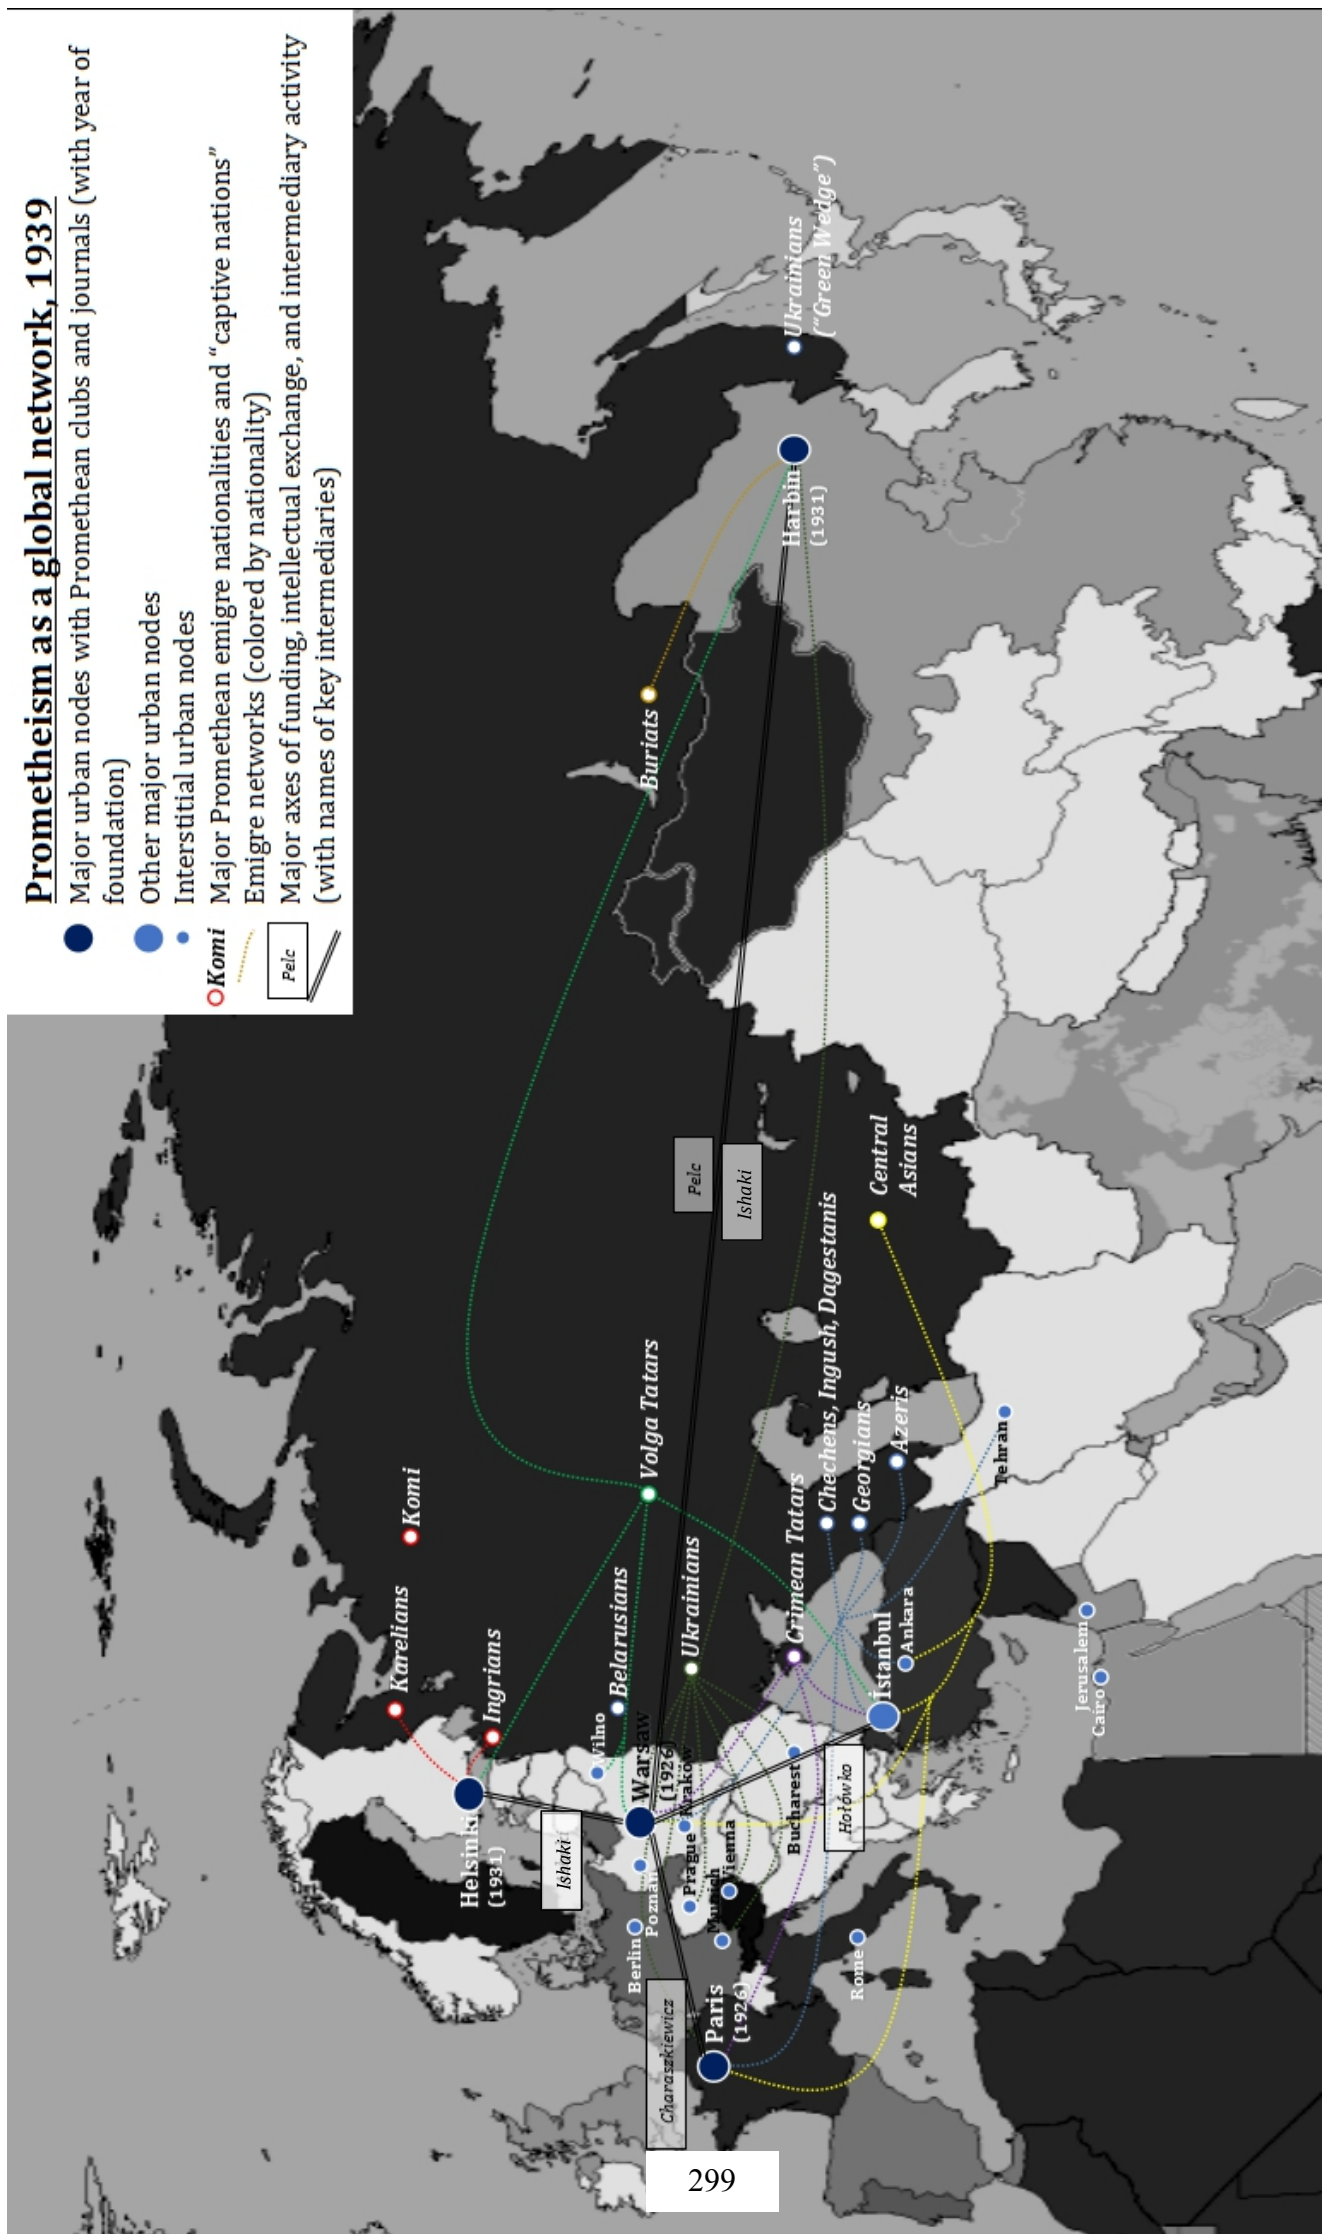 Prometheism as a global network, 1939
Major urban nodes with Promethean clubs and journals (with year of
foundation)
Other major urban nodes
Interstitial urban nodes
Komi
Major Promethean emigre nationalities and “captive nations”
Emigre networks (colored by nationality)
Pelc
Major axes of funding, intellectual exchange, and intermediary activity
(with names of key intermediaries)
Karelians
Komi
Ingrians
Helsinki
(1931)
Ishaki
Volga Tatars
Belarusians
Wilno
Warsaw
(1926)
Buriats
Poznań
Berlin
Ukrainians
Krakow
Prague
Munich
Vienna
Charaszkiewicz
Paris
(1926)
Pelc
Ishaki
Harbin
(1931)
Ukrainians
(“Green Wedge”)
Crimean Tatars
Bucharest
Chechens, Ingush, Dagestanis
Georgians
Azeris
Central
Asians
Hołówko
Rome
İstanbul
Ankara
Tehran
Jerusalem
Cairo
299